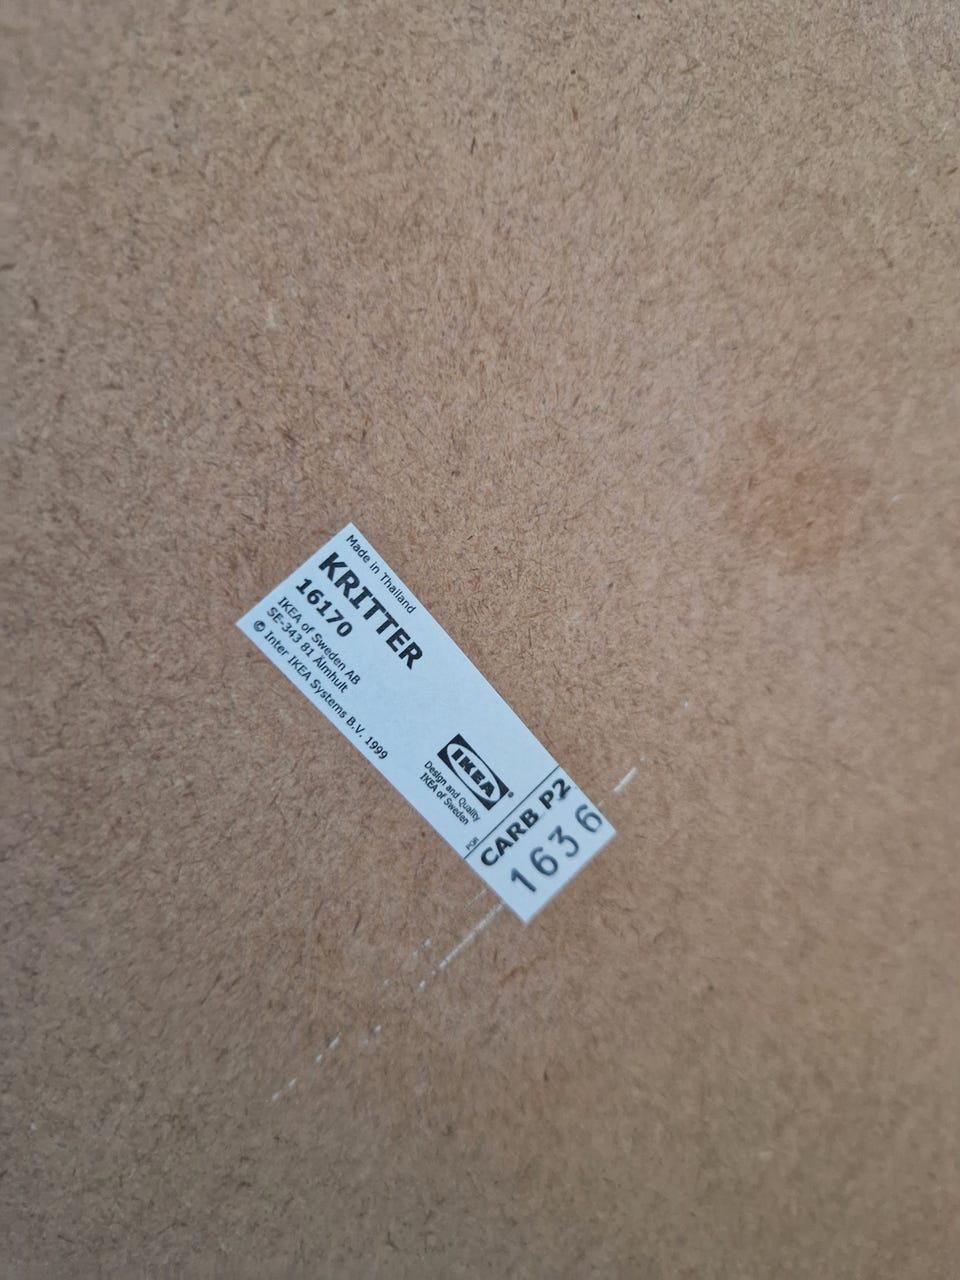 Made in Thailand
KRITTER
16170
IKEA of Sweden AB
SE-343 81 Älmhult
© Inter IKEA Systems B.V. 1999
IKEA®
Design and Quality
IKEA of Sweden
PQR
CARB P2
1636